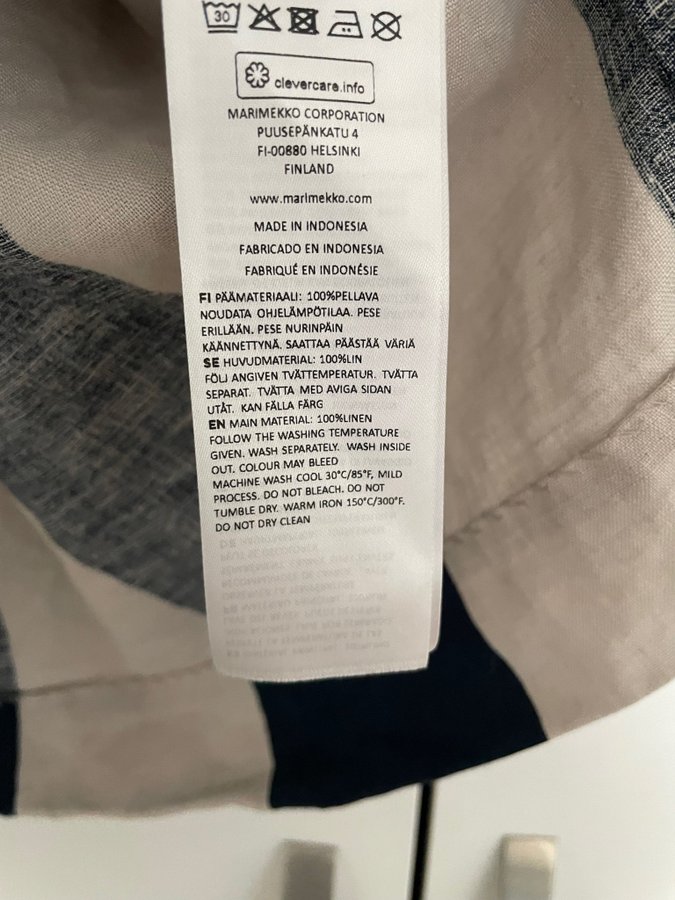 30
clevercare.info
MARIMEKKO CORPORATION
PUUSEPÄNKATU 4
FI-00880 HELSINKI
FINLAND
www.marimekko.com
MADE IN INDONESIA
FABRICADO EN INDONESIA
FABRIQUÉ EN INDONÉSIE
FI PÄÄMATERIAALI: 100%PELLAVA
NOUDATA OHJELÄMPÖTILAA. PESE
ERILLÄÄN. PESE NURINPÄIN
KÄÄNNETTYNÄ. SAATTAA PÄÄSTÄÄ VÄRIÄ
SE HUVUDMATERIAL: 100%LIN
FÖLJ ANGIVEN TVÄTTEMPERATUR. TVÄTTA
SEPARAT. TVÄTTA MED AVIGA SIDAN
UTÅT. KAN FÄLLA FÄRG
EN MAIN MATERIAL: 100%LINEN
FOLLOW THE WASHING TEMPERATURE
GIVEN. WASH SEPARATELY. WASH INSIDE
OUT. COLOUR MAY BLEED
MACHINE WASH COOL 30°C/85°F, MILD
PROCESS. DO NOT BLEACH. DO NOT
TUMBLE DRY. WARM IRON 150°C/300°F.
DO NOT DRY CLEAN